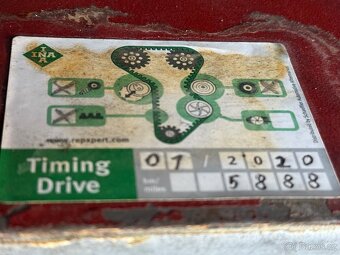 INA
www.repxpert.com
Timing 01 / 2020
Drive km/ miles 5888